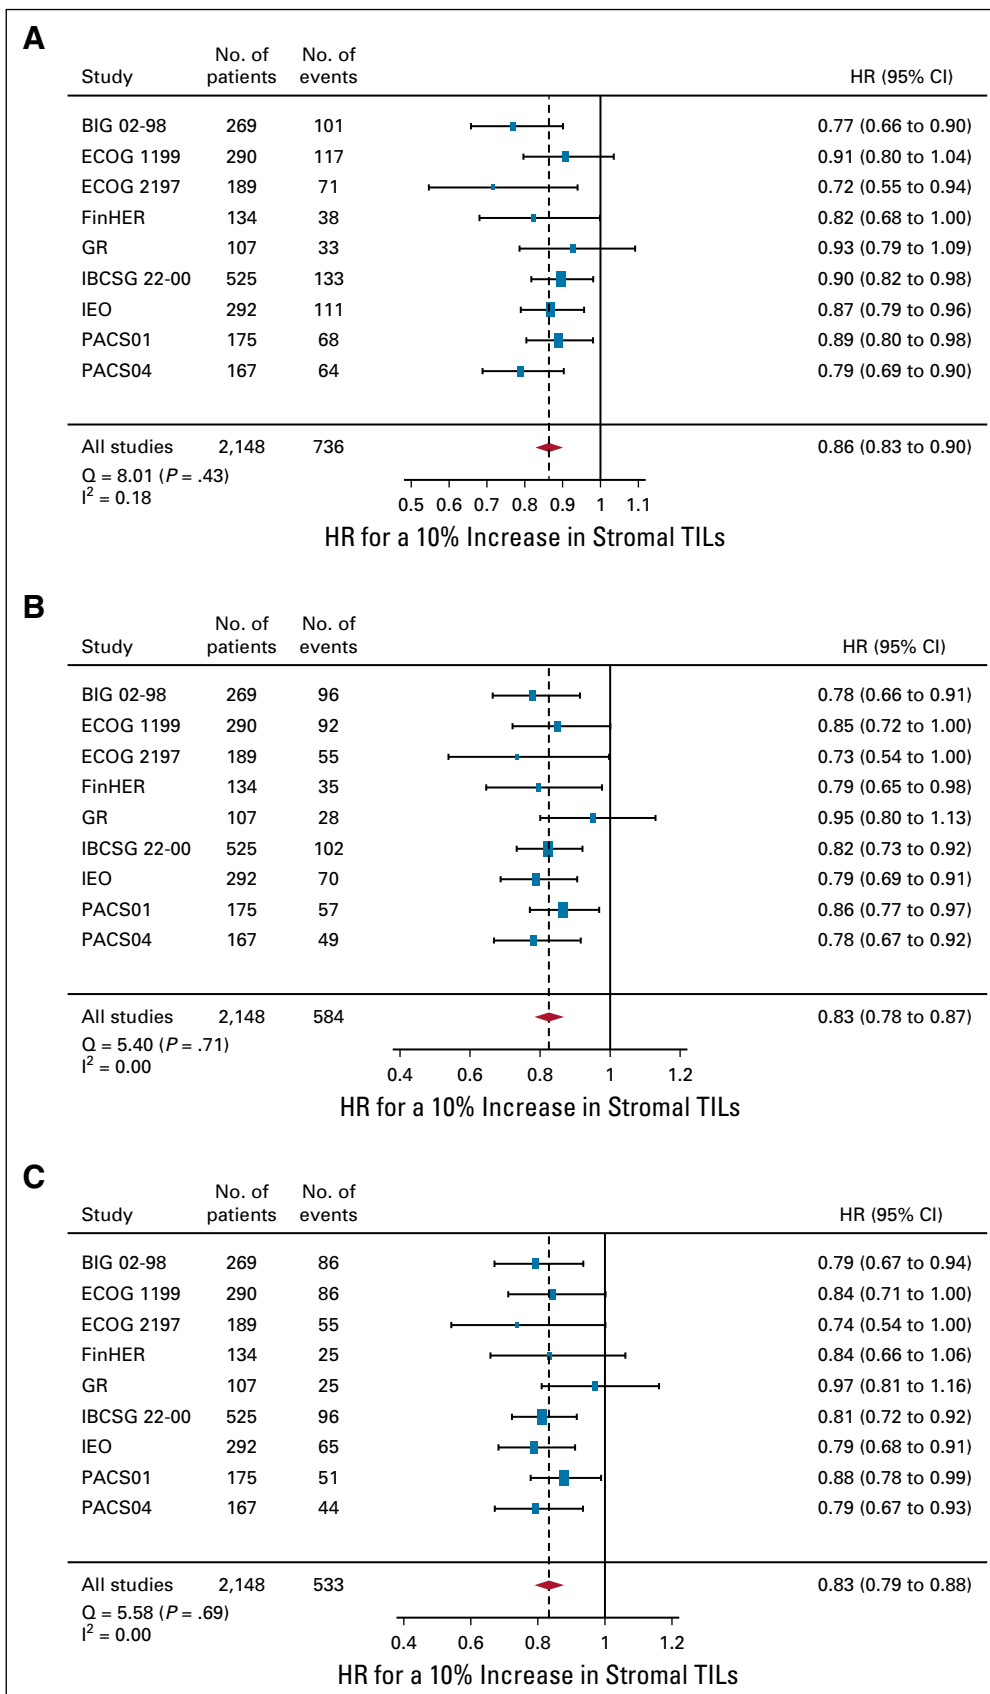 A
Study No. of patients No. of events HR (95% CI)
BIG 02-98 269 101 0.77 (0.66 to 0.90)
ECOG 1199 290 117 0.91 (0.80 to 1.04)
ECOG 2197 189 71 0.72 (0.55 to 0.94)
FinHER 134 38 0.82 (0.68 to 1.00)
GR 107 33 0.93 (0.79 to 1.09)
IBCSG 22-00 525 133 0.90 (0.82 to 0.98)
IEO 292 111 0.87 (0.79 to 0.96)
PACS01 175 68 0.89 (0.80 to 0.98)
PACS04 167 64 0.79 (0.69 to 0.90)
All studies 2,148 736 0.86 (0.83 to 0.90)
Q = 8.01 (P = .43)
I² = 0.18
0.5 0.6 0.7 0.8 0.9 1 1.1
HR for a 10% Increase in Stromal TILs
B
Study No. of patients No. of events HR (95% CI)
BIG 02-98 269 96 0.78 (0.66 to 0.91)
ECOG 1199 290 92 0.85 (0.72 to 1.00)
ECOG 2197 189 55 0.73 (0.54 to 1.00)
FinHER 134 35 0.79 (0.65 to 0.98)
GR 107 28 0.95 (0.80 to 1.13)
IBCSG 22-00 525 102 0.82 (0.73 to 0.92)
IEO 292 70 0.79 (0.69 to 0.91)
PACS01 175 57 0.86 (0.77 to 0.97)
PACS04 167 49 0.78 (0.67 to 0.92)
All studies 2,148 584 0.83 (0.78 to 0.87)
Q = 5.40 (P = .71)
I² = 0.00
0.4 0.6 0.8 1 1.2
HR for a 10% Increase in Stromal TILs
C
Study No. of patients No. of events HR (95% CI)
BIG 02-98 269 86 0.79 (0.67 to 0.94)
ECOG 1199 290 86 0.84 (0.71 to 1.00)
ECOG 2197 189 55 0.74 (0.54 to 1.00)
FinHER 134 25 0.84 (0.66 to 1.06)
GR 107 25 0.97 (0.81 to 1.16)
IBCSG 22-00 525 96 0.81 (0.72 to 0.92)
IEO 292 65 0.79 (0.68 to 0.91)
PACS01 175 51 0.88 (0.78 to 0.99)
PACS04 167 44 0.79 (0.67 to 0.93)
All studies 2,148 533 0.83 (0.79 to 0.88)
Q = 5.58 (P = .69)
I² = 0.00
0.4 0.6 0.8 1 1.2
HR for a 10% Increase in Stromal TILs